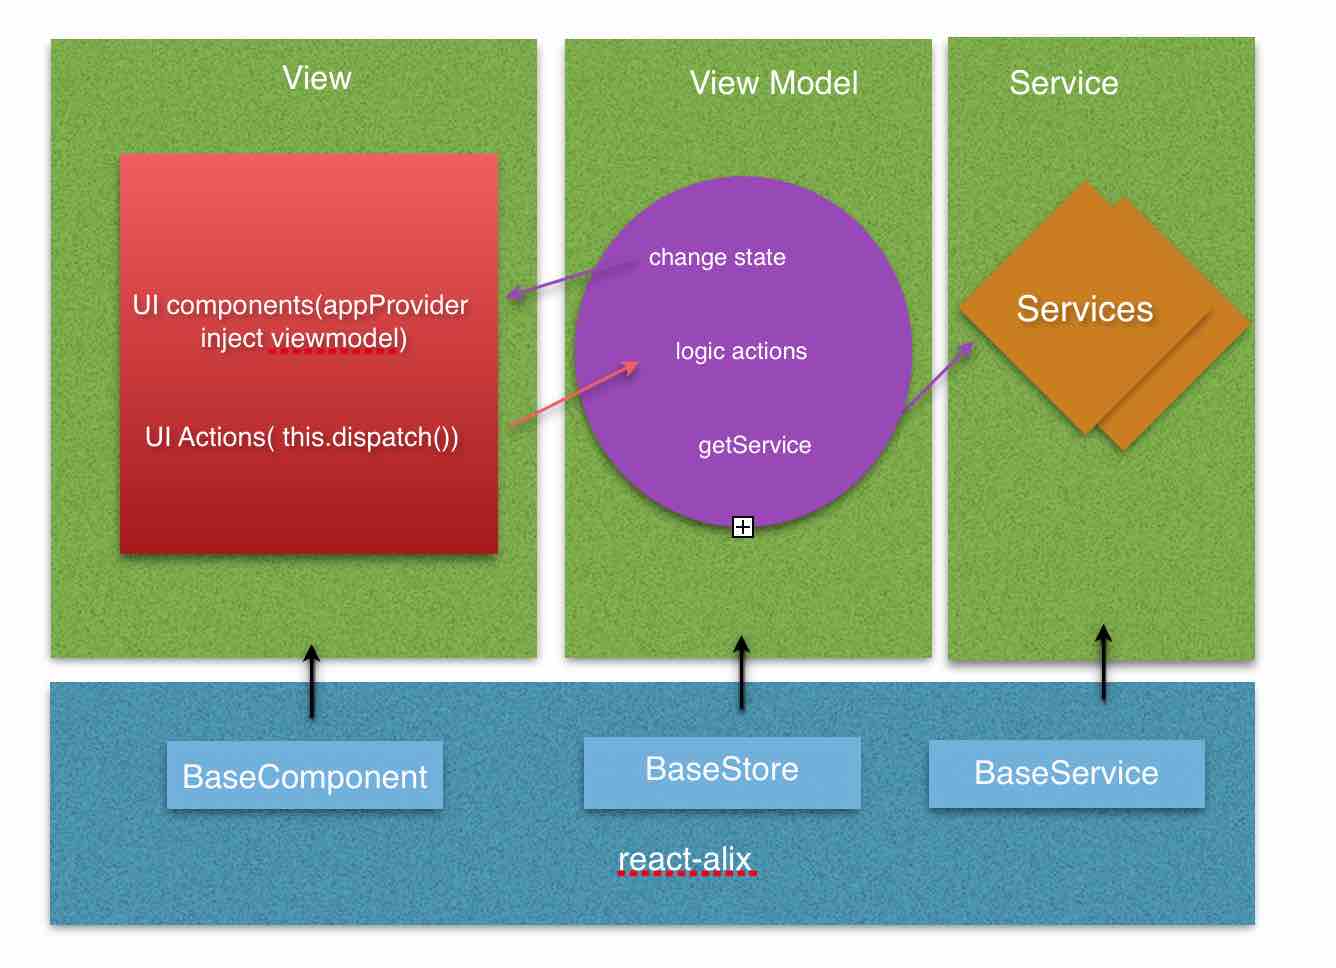 View
UI components(appProvider
inject viewmodel)
UI Actions( this.dispatch())
View Model
change state
logic actions
getService
Service
Services
BaseComponent
BaseStore
BaseService
react-alix